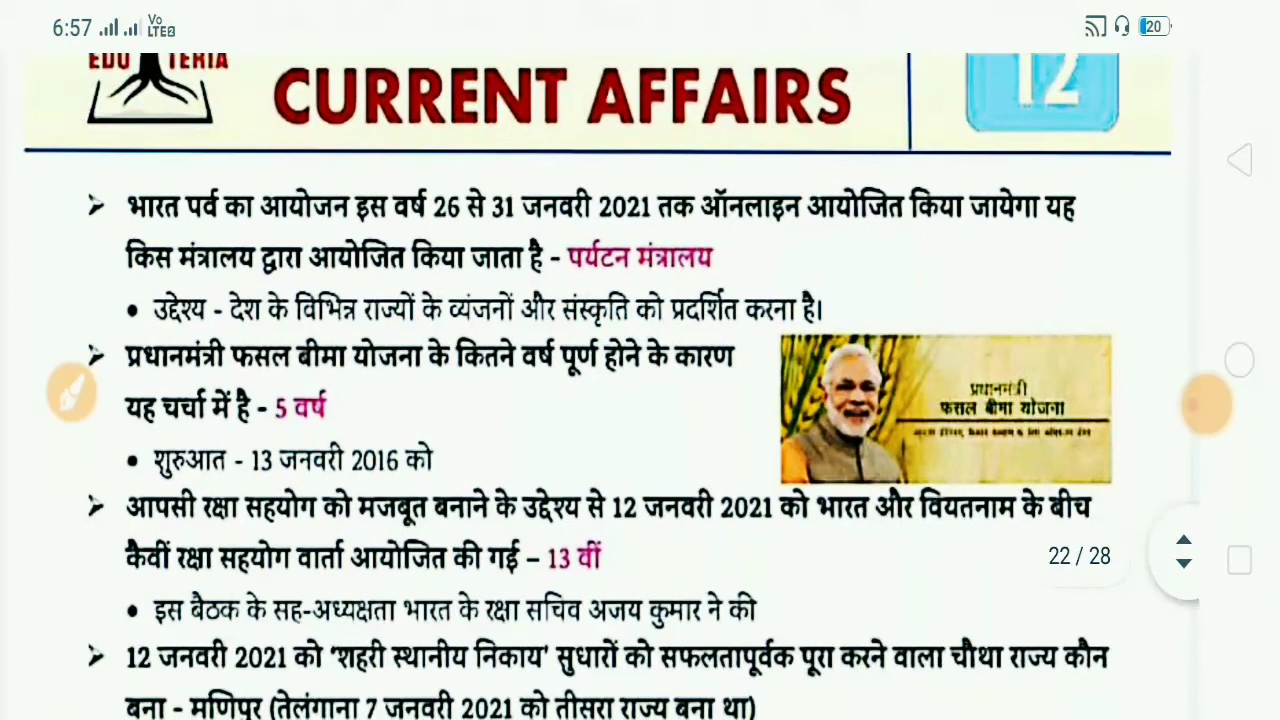 6:57 Vo LTE2 20
EDU TERIA
CURRENT AFFAIRS
12
➢ भारत पर्व का आयोजन इस वर्ष 26 से 31 जनवरी 2021 तक ऑनलाइन आयोजित किया जायेगा यह
किस मंत्रालय द्वारा आयोजित किया जाता है - पर्यटन मंत्रालय
• उद्देश्य - देश के विभिन्न राज्यों के व्यंजनों और संस्कृति को प्रदर्शित करना है।
➢ प्रधानमंत्री फसल बीमा योजना के कितने वर्ष पूर्ण होने के कारण
यह चर्चा में है - 5 वर्ष
प्रधानमंत्री
फसल बीमा योजना
• शुरुआत - 13 जनवरी 2016 को
➢ आपसी रक्षा सहयोग को मजबूत बनाने के उद्देश्य से 12 जनवरी 2021 को भारत और वियतनाम के बीच
कैवीं रक्षा सहयोग वार्ता आयोजित की गई – 13 वीं
22 / 28
• इस बैठक के सह-अध्यक्षता भारत के रक्षा सचिव अजय कुमार ने की
➢ 12 जनवरी 2021 को ‘शहरी स्थानीय निकाय’ सुधारों को सफलतापूर्वक पूरा करने वाला चौथा राज्य कौन
बना - मणिपुर (तेलंगाना 7 जनवरी 2021 को तीसरा राज्य बना था)